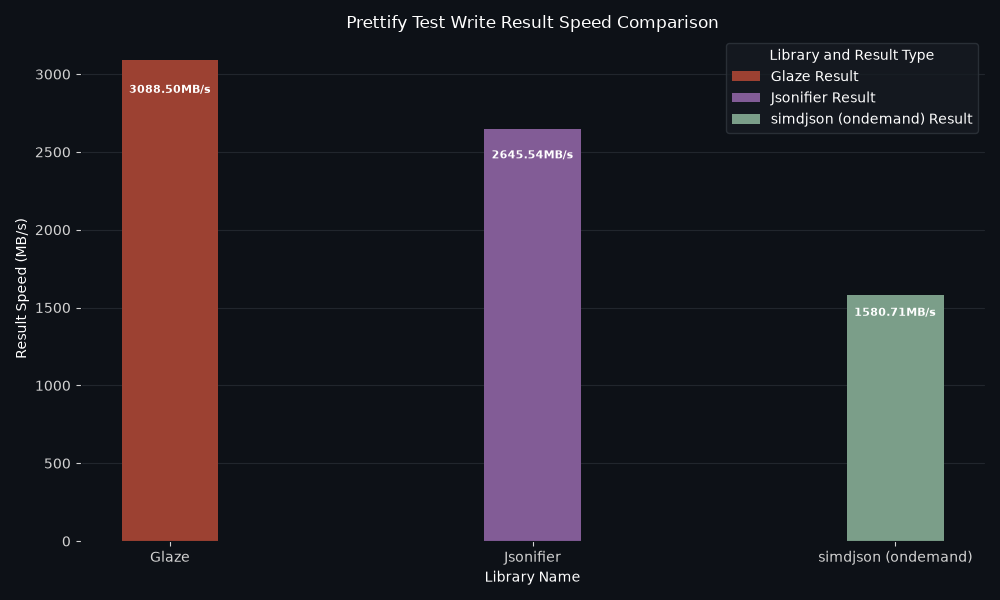 Prettify Test Write Result Speed Comparison
Library and Result Type
Glaze Result
Jsonifier Result
simdjson (ondemand) Result
Result Speed (MB/s)
3000
2500
2000
1500
1000
500
0
3088.50MB/s
2645.54MB/s
1580.71MB/s
Glaze
Jsonifier
simdjson (ondemand)
Library Name